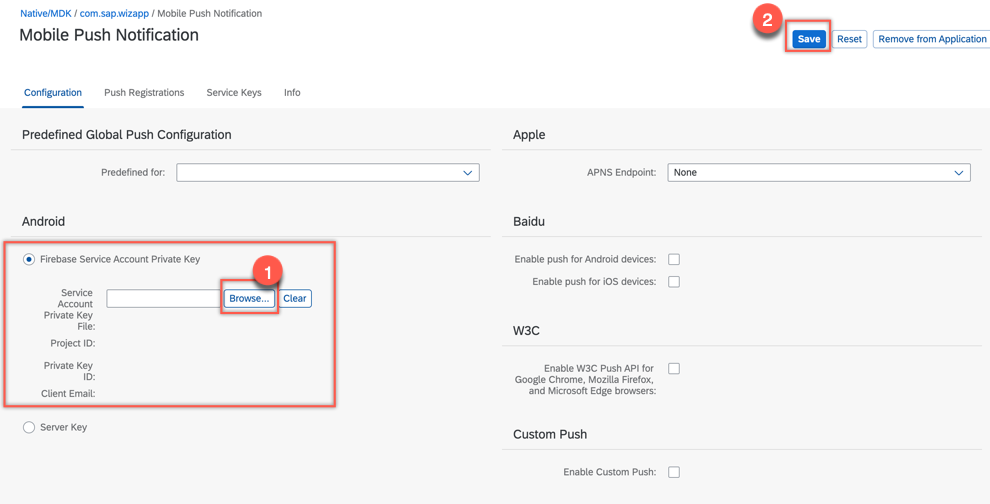 Native/MDK / com.sap.wizapp / Mobile Push Notification
Mobile Push Notification
2
Save
Reset
Remove from Application
Configuration
Push Registrations
Service Keys
Info
Predefined Global Push Configuration
Predefined for:
Android
Firebase Service Account Private Key
1
Service
Account
Private Key
File:
Browse...
Clear
Project ID:
Private Key
ID:
Client Email:
Server Key
Apple
APNS Endpoint:
None
Baidu
Enable push for Android devices:
Enable push for iOS devices:
W3C
Enable W3C Push API for
Google Chrome, Mozilla Firefox,
and Microsoft Edge browsers:
Custom Push
Enable Custom Push: